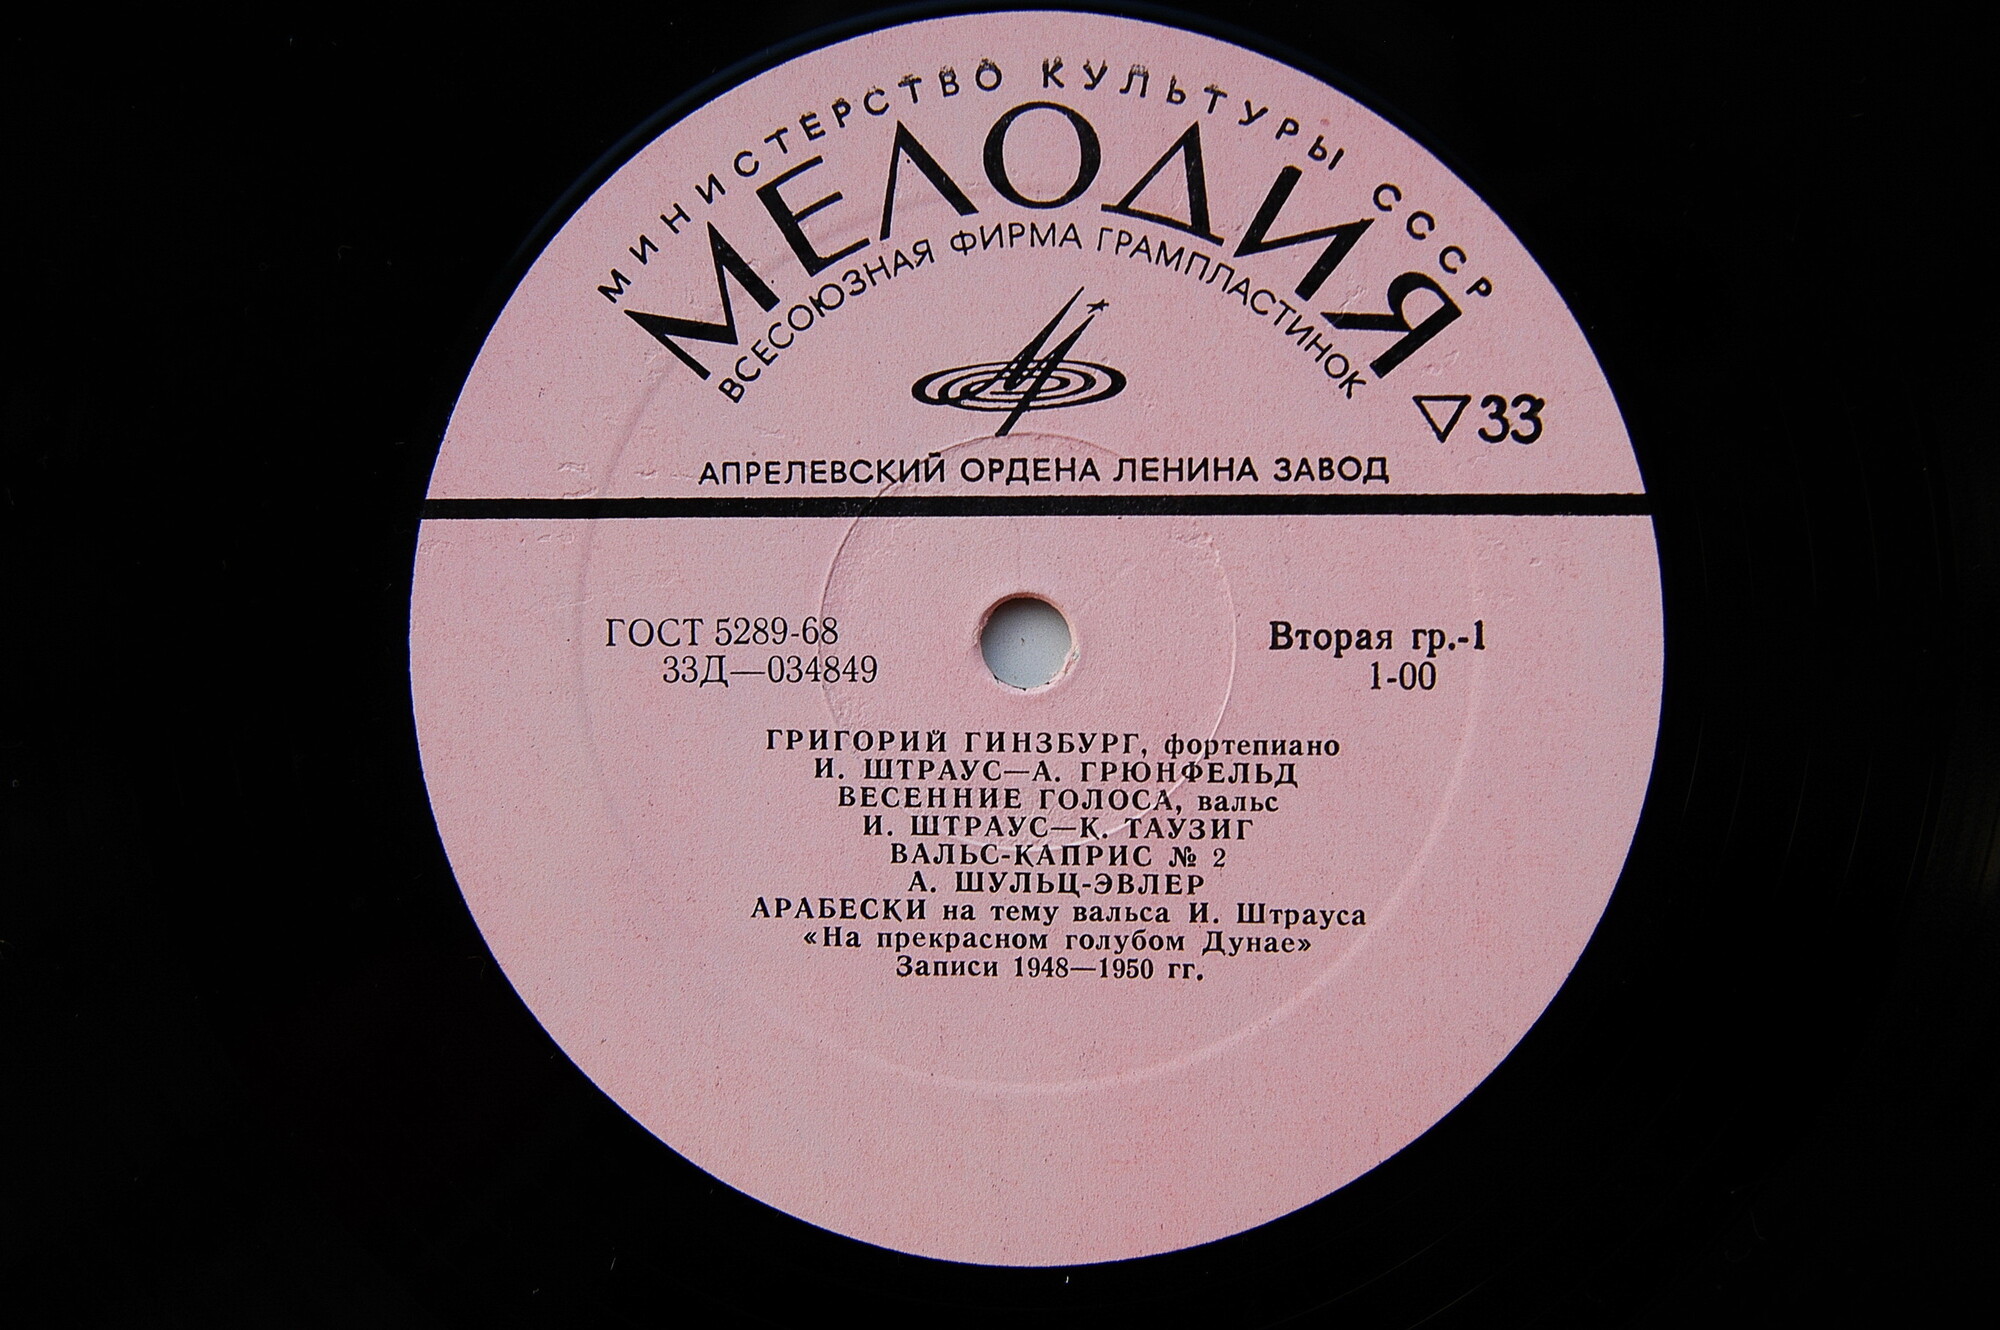 МИНИСТЕРСТВО КУЛЬТУРЫ СССР
МЕЛОДИЯ
ВСЕСОЮЗНАЯ ФИРМА ГРАМПЛАСТИНОК
33
АПРЕЛЕВСКИЙ ОРДЕНА ЛЕНИНА ЗАВОД
ГОСТ 5289-68
33Д—034849
Вторая гр.-1
1-00
ГРИГОРИЙ ГИНЗБУРГ, фортепиано
И. ШТРАУС—А. ГРЮНФЕЛЬД
ВЕСЕННИЕ ГОЛОСА, вальс
И. ШТРАУС—К. ТАУЗИГ
ВАЛЬС-КАПРИС № 2
А. ШУЛЬЦ-ЭВЛЕР
АРАБЕСКИ на тему вальса И. Штрауса
«На прекрасном голубом Дунае»
Записи 1948—1950 гг.